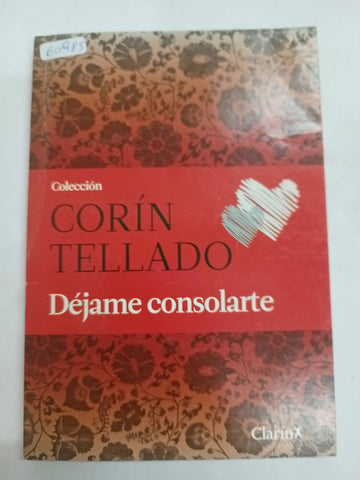 60985
Colección
CORÍN
TELLADO
Déjame consolarte
Clarín